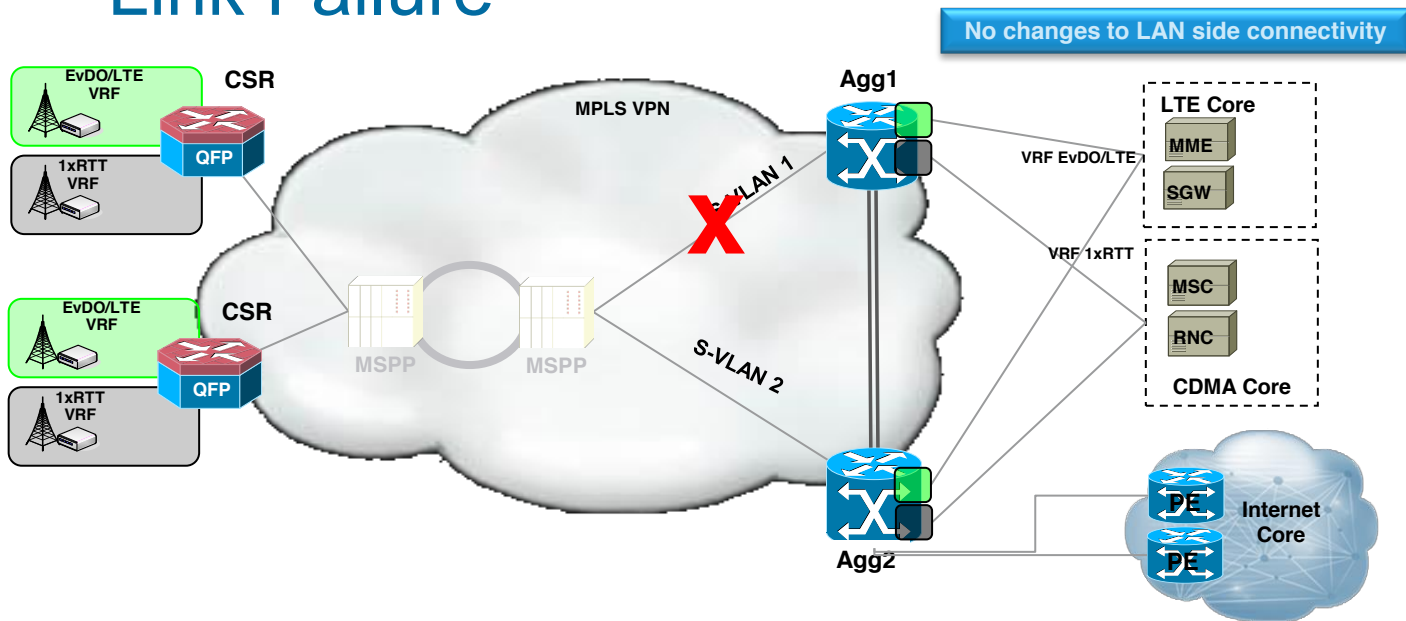 Link Failure
No changes to LAN side connectivity
EvDO/LTE
VRF
CSR
QFP
1xRTT
VRF
EvDO/LTE
VRF
CSR
QFP
1xRTT
VRF
MPLS VPN
MSPP
MSPP
S-VLAN 1
X
S-VLAN 2
Agg1
Agg2
VRF EvDO/LTE
VRF 1xRTT
LTE Core
MME
SGW
MSC
RNC
CDMA Core
PE
PE
Internet
Core